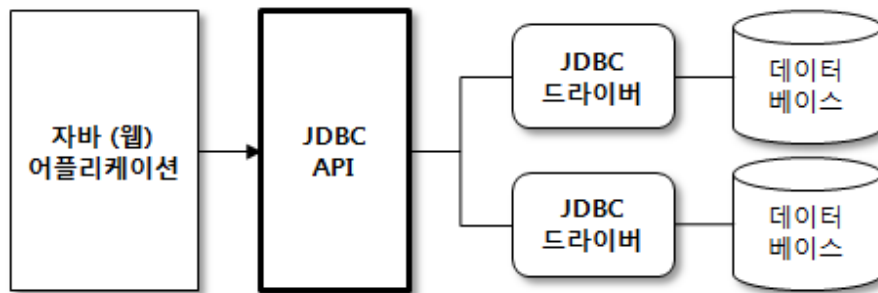 자바 (웹)
어플리케이션
JDBC
API
JDBC
드라이버
데이터
베이스
JDBC
드라이버
데이터
베이스